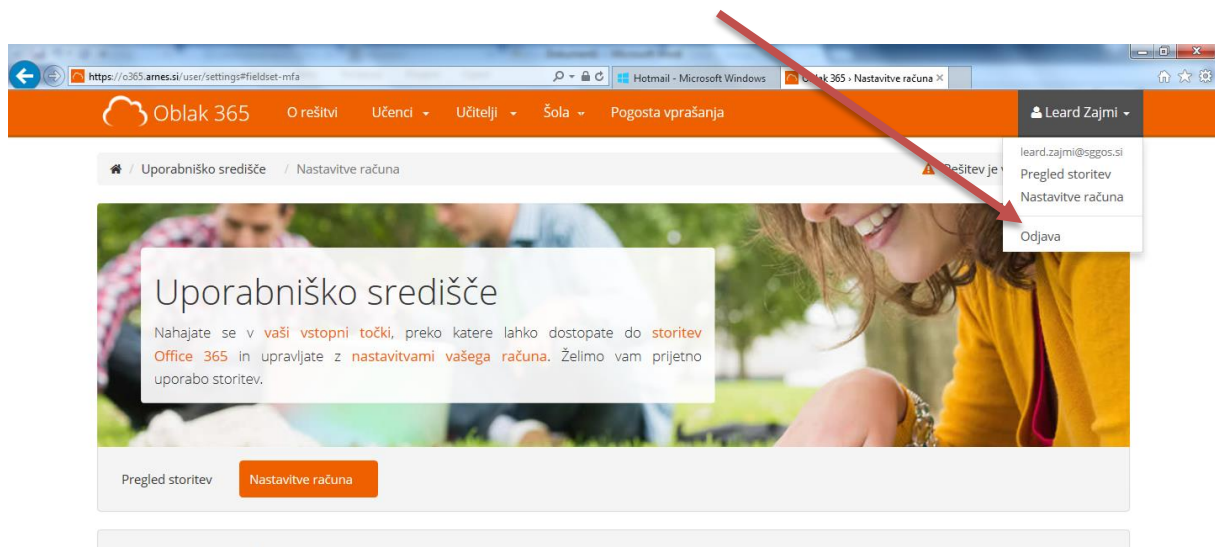 https://o365.arnes.si/user/settings#fieldset-mfa
Hotmail - Microsoft Windows
365 › Nastavitve računa
Oblak 365
O rešitvi
Učenci
Učitelji
Šola
Pogosta vprašanja
Leard Zajmi
leard.zajmi@sggos.si
Pregled storitev
Nastavitve računa
Odjava
/ Uporabniško središče / Nastavitve računa
Rešitev je
Uporabniško središče
Nahajate se v vaši vstopni točki, preko katere lahko dostopate do storitev
Office 365 in upravljate z nastavitvami vašega računa. Želimo vam prijetno
uporabo storitev.
Pregled storitev
Nastavitve računa